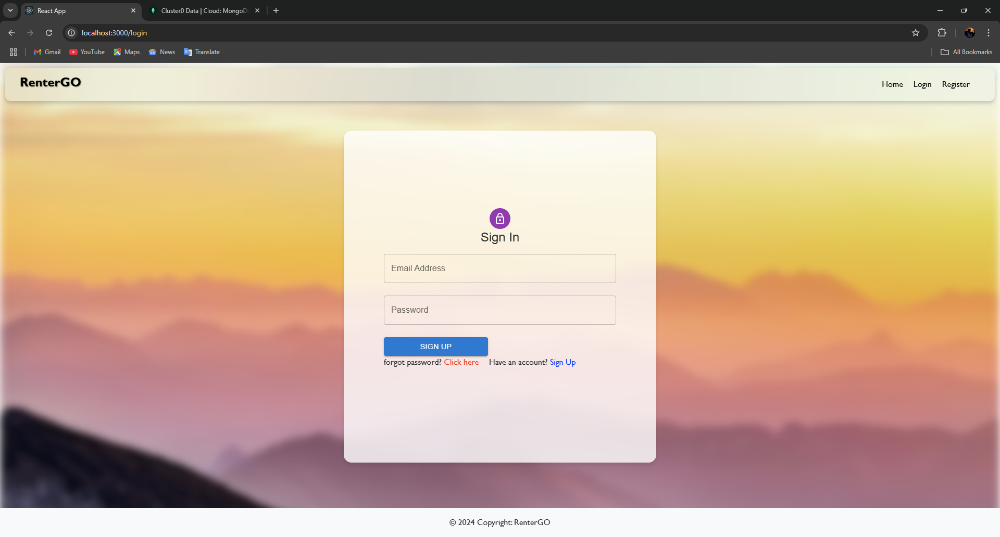 React App
Cluster0 Data | Cloud: MongoD
localhost:3000/login
Gmail YouTube Maps News Translate All Bookmarks
RenterGO
Home Login Register
Sign In
Email Address
Password
SIGN UP
forgot password? Click here Have an account? Sign Up
© 2024 Copyright: RenterGO